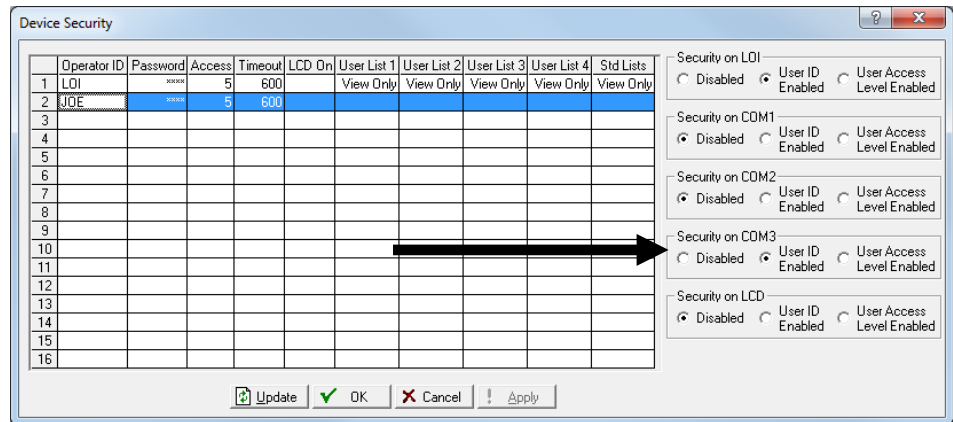 Device Security
Operator ID Password Access Timeout LCD On User List 1 User List 2 User List 3 User List 4 Std Lists
1 LOI **** 5 600 View Only View Only View Only View Only View Only
2 JOE **** 5 600
3
4
5
6
7
8
9
10
11
12
13
14
15
16
Security on LOI
Disabled User ID Enabled User Access Level Enabled
Security on COM1
Disabled User ID Enabled User Access Level Enabled
Security on COM2
Disabled User ID Enabled User Access Level Enabled
Security on COM3
Disabled User ID Enabled User Access Level Enabled
Security on LCD
Disabled User ID Enabled User Access Level Enabled
Update OK Cancel ! Apply